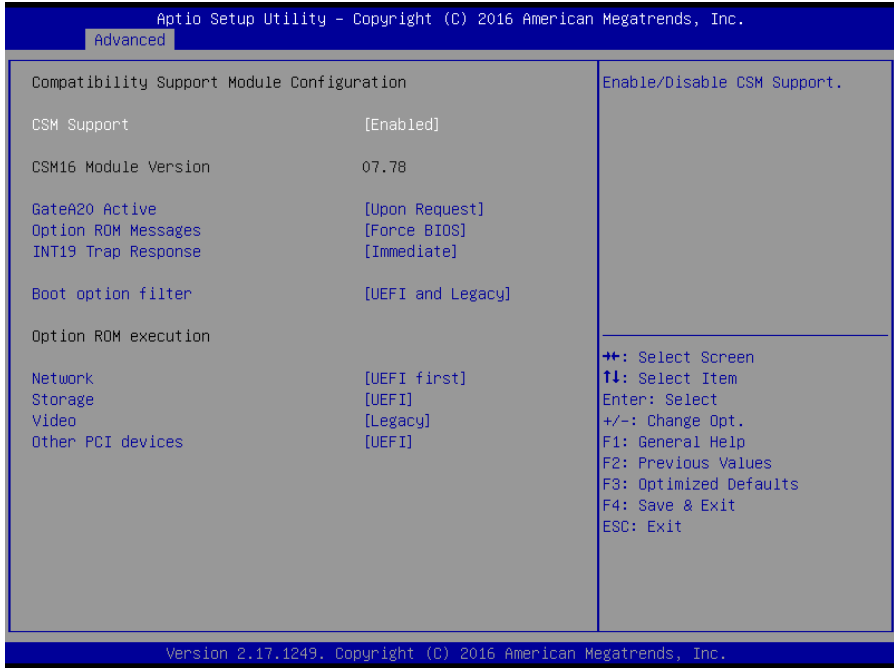 Aptio Setup Utility – Copyright (C) 2016 American Megatrends, Inc.
Advanced
Compatibility Support Module Configuration
CSM Support [Enabled]
CSM16 Module Version 07.78
GateA20 Active [Upon Request]
Option ROM Messages [Force BIOS]
INT19 Trap Response [Immediate]
Boot option filter [UEFI and Legacy]
Option ROM execution
Network [UEFI first]
Storage [UEFI]
Video [Legacy]
Other PCI devices [UEFI]
Enable/Disable CSM Support.
→←: Select Screen
↑↓: Select Item
Enter: Select
+/-: Change Opt.
F1: General Help
F2: Previous Values
F3: Optimized Defaults
F4: Save & Exit
ESC: Exit
Version 2.17.1249. Copyright (C) 2016 American Megatrends, Inc.